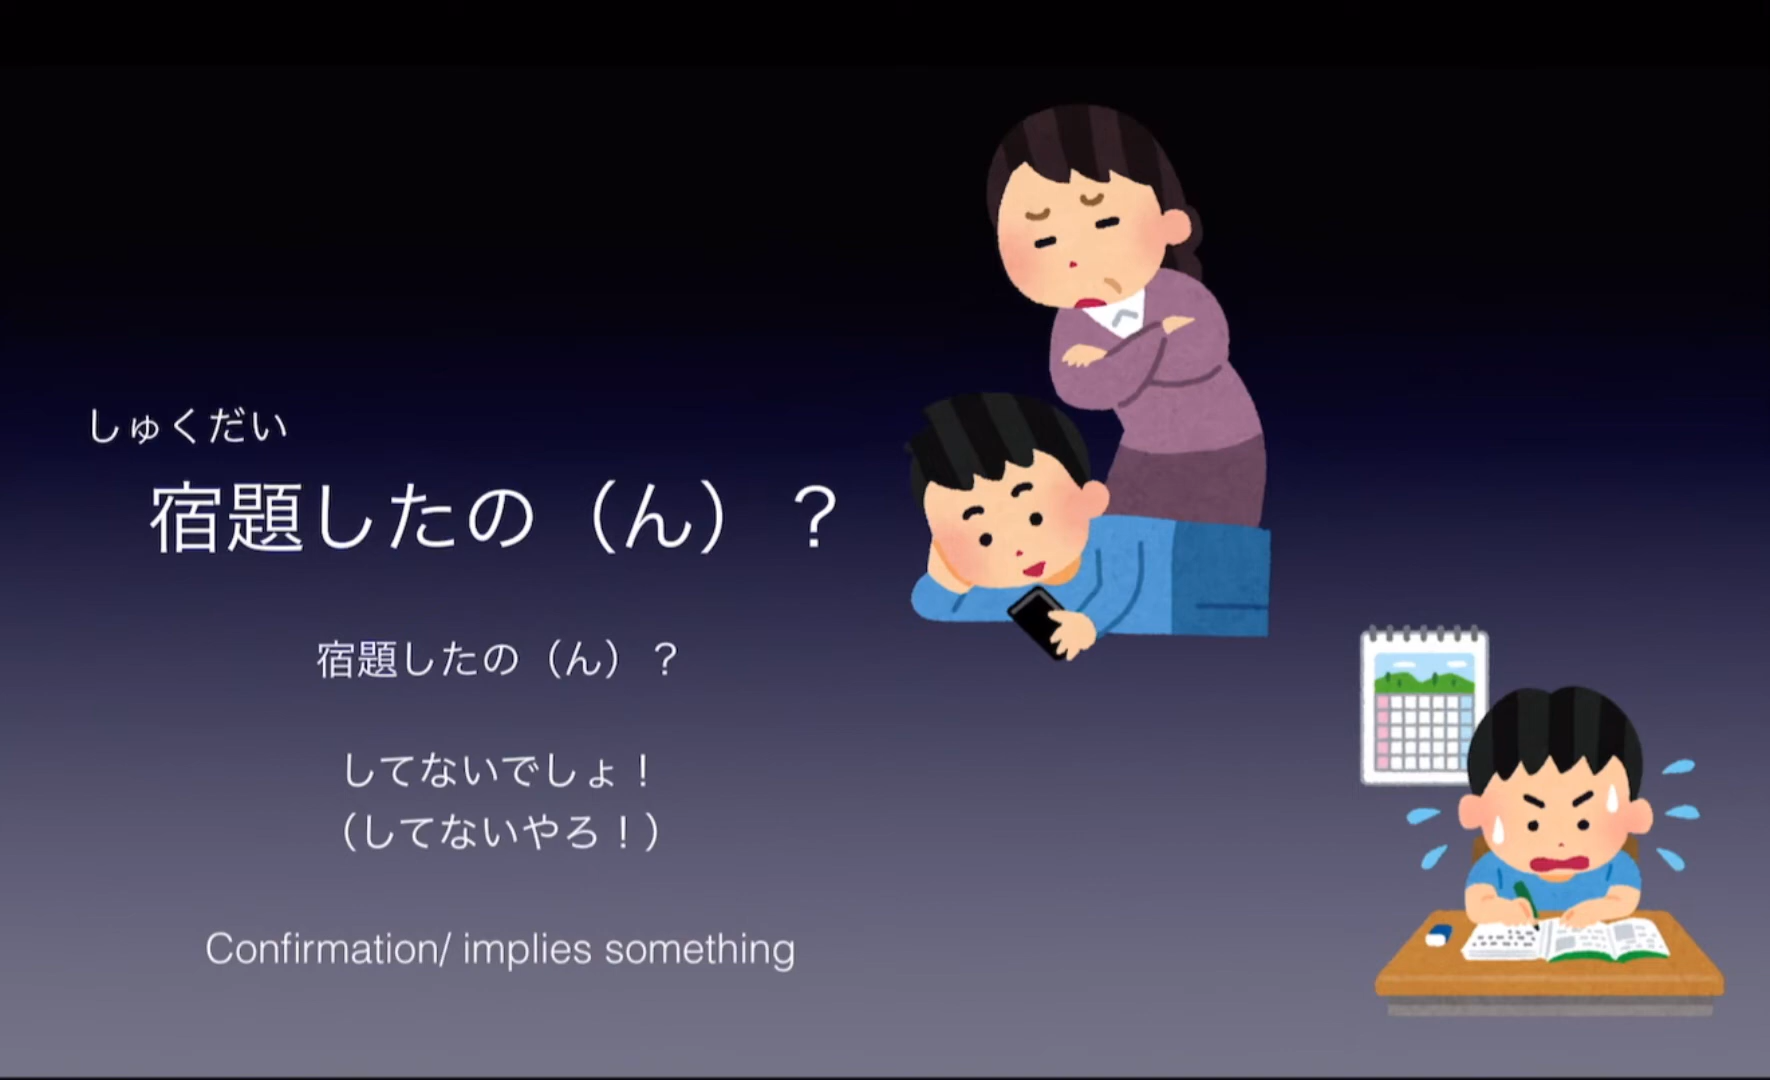 しゅくだい
宿題したの（ん）？
宿題したの（ん）？
してないでしょ！
（してないやろ！）
Confirmation/ implies something